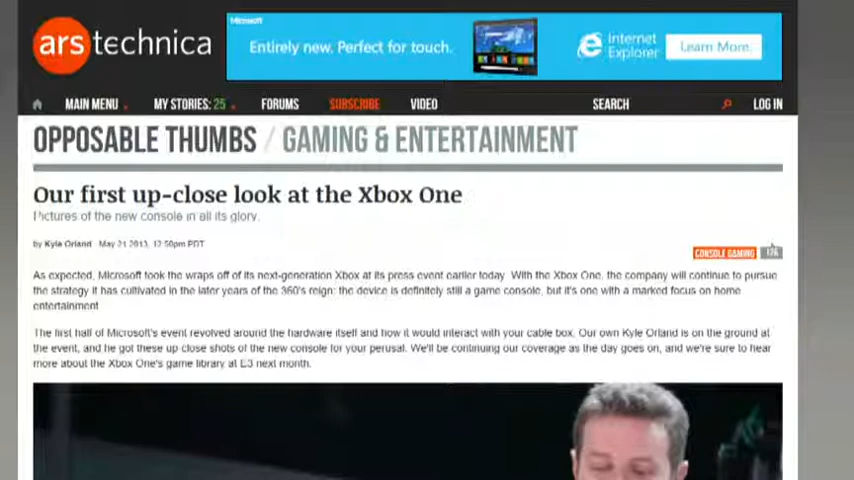 ars technica
Microsoft
Entirely new. Perfect for touch.
Internet Explorer
Learn More.
MAIN MENU MY STORIES: 25 FORUMS SUBSCRIBE VIDEO SEARCH LOG IN
OPPOSABLE THUMBS / GAMING & ENTERTAINMENT
Our first up-close look at the Xbox One
Pictures of the new console in all its glory.
by Kyle Orland - May 21 2013, 12:50pm PDT
CONSOLE GAMING 176
As expected, Microsoft took the wraps off of its next-generation Xbox at its press event earlier today. With the Xbox One, the company will continue to pursue
the strategy it has cultivated in the later years of the 360's reign: the device is definitely still a game console, but it's one with a marked focus on home
entertainment.
The first half of Microsoft's event revolved around the hardware itself and how it would interact with your cable box. Our own Kyle Orland is on the ground at
the event, and he got these up-close shots of the new console for your perusal. We'll be continuing our coverage as the day goes on, and we're sure to hear
more about the Xbox One's game library at E3 next month.